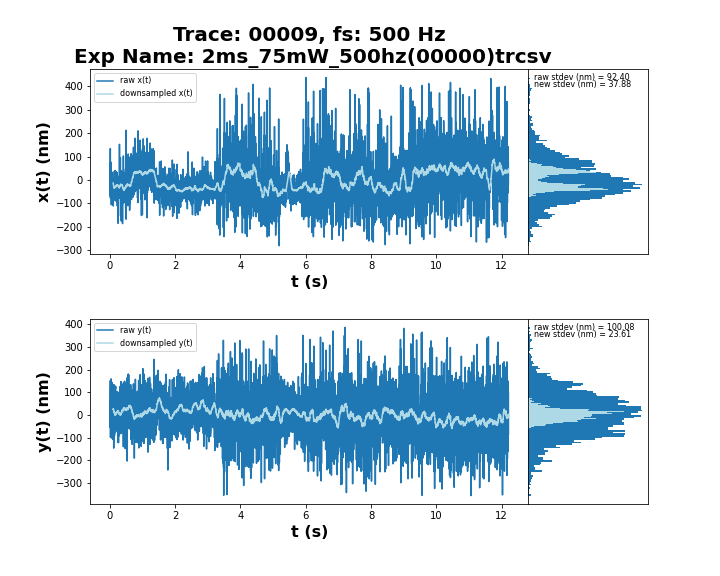 Trace: 00009, fs: 500 Hz
Exp Name: 2ms_75mW_500hz(00000)trcsv
raw x(t)
downsampled x(t)
raw stdev (nm) = 92.40
new stdev (nm) = 37.88
400
300
200
100
0
−100
−200
−300
x(t) (nm)
0 2 4 6 8 10 12
t (s)
raw y(t)
downsampled y(t)
raw stdev (nm) = 100.08
new stdev (nm) = 23.61
400
300
200
100
0
−100
−200
−300
y(t) (nm)
0 2 4 6 8 10 12
t (s)